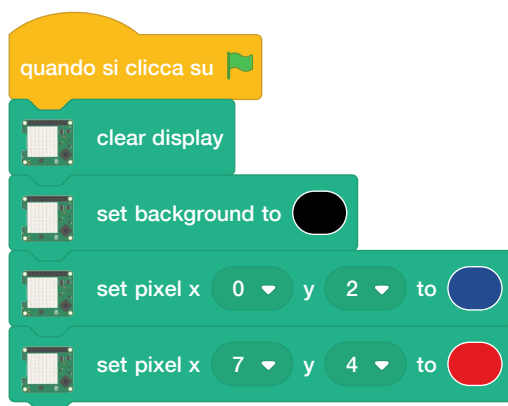 quando si clicca su
clear display
set background to
set pixel x 0 y 2 to
set pixel x 7 y 4 to